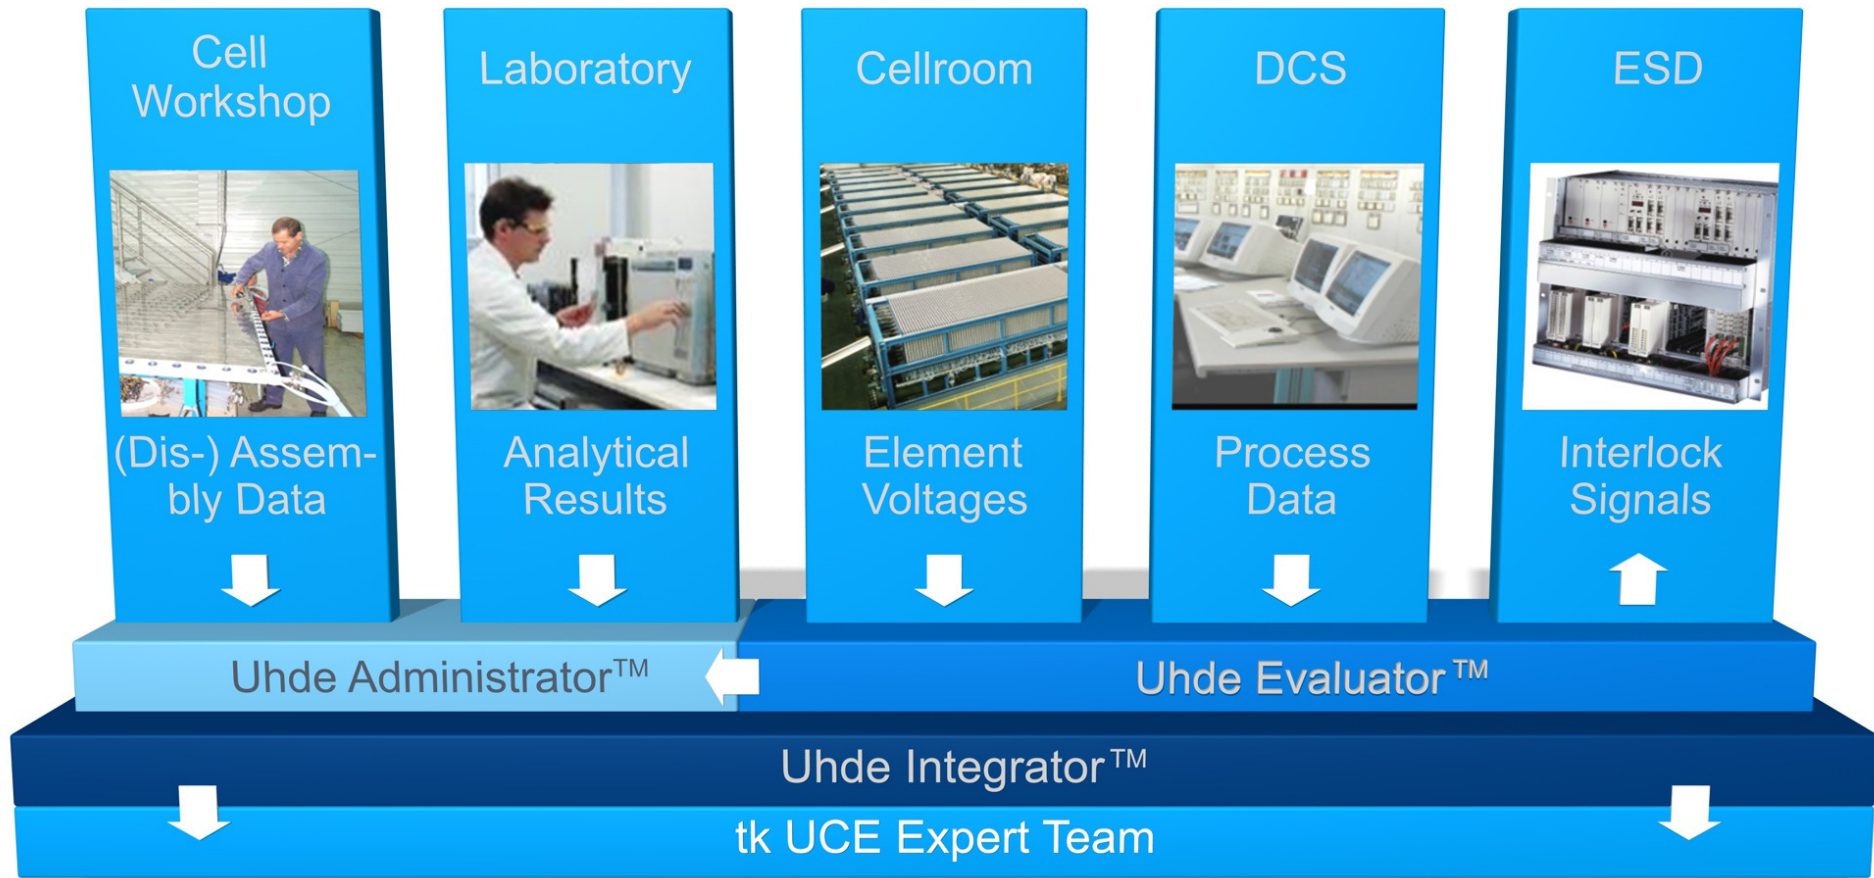 Cell
Workshop
Laboratory
Cellroom
DCS
ESD
(Dis-) Assem-
bly Data
Analytical
Results
Element
Voltages
Process
Data
Interlock
Signals
Uhde Administrator™
Uhde Evaluator™
Uhde Integrator™
tk UCE Expert Team